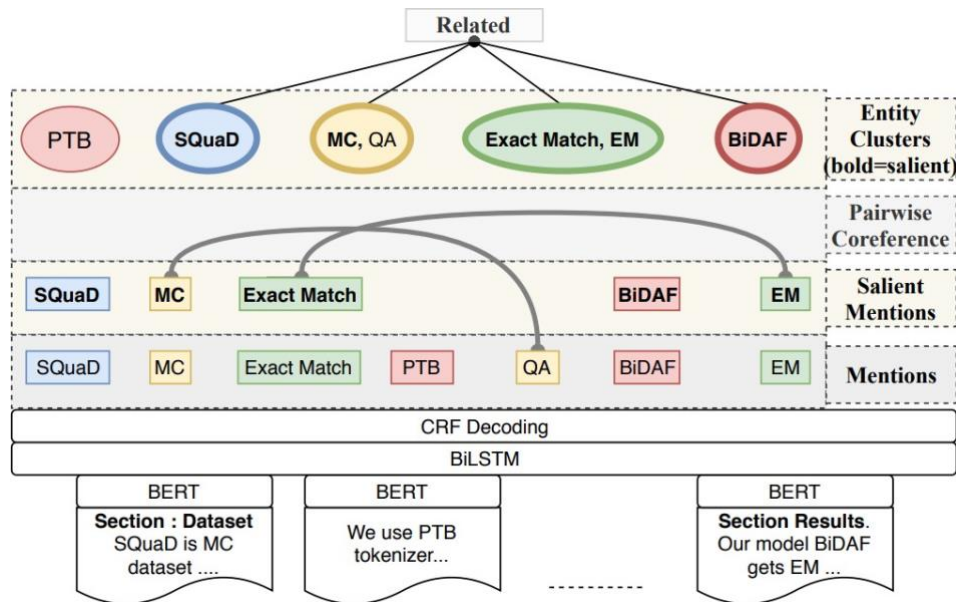 Related
PTB
SQuaD
MC, QA
Exact Match, EM
BiDAF
Entity
Clusters
(bold=salient)
Pairwise
Coreference
SQuaD
MC
Exact Match
BiDAF
EM
Salient
Mentions
SQuaD
MC
Exact Match
PTB
QA
BiDAF
EM
Mentions
CRF Decoding
BiLSTM
BERT
BERT
BERT
Section : Dataset
SQuaD is MC
dataset ....
We use PTB
tokenizer...
Section Results.
Our model BiDAF
gets EM ...